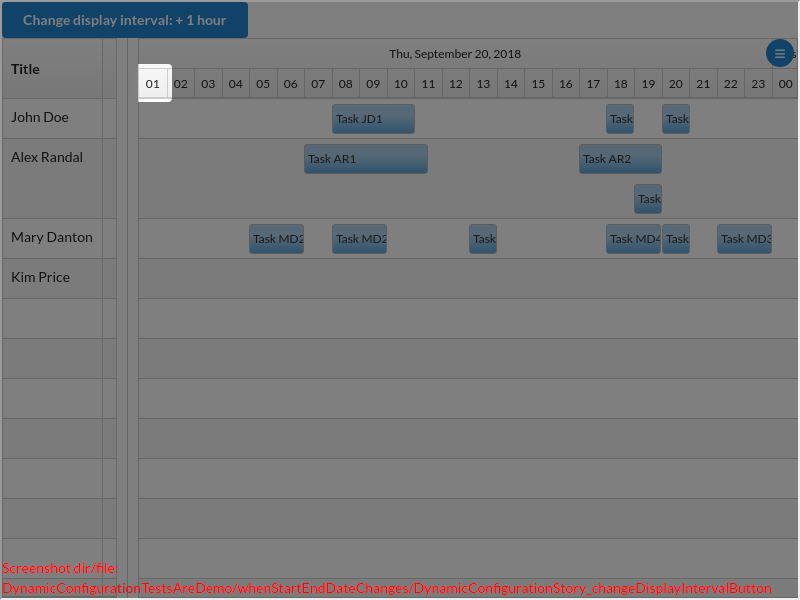 Change display interval: + 1 hour
Title
Thu, September 20, 2018
01 02 03 04 05 06 07 08 09 10 11 12 13 14 15 16 17 18 19 20 21 22 23 00
John Doe
Task JD1
Task
Task
Alex Randal
Task AR1
Task AR2
Task
Mary Danton
Task MD2
Task MD2
Task
Task MD4
Task
Task MD3
Kim Price
Screenshot dir/file:
DynamicConfigurationTestsAreDemo/whenStartEndDateChanges/DynamicConfigurationStory_changeDisplayIntervalButton